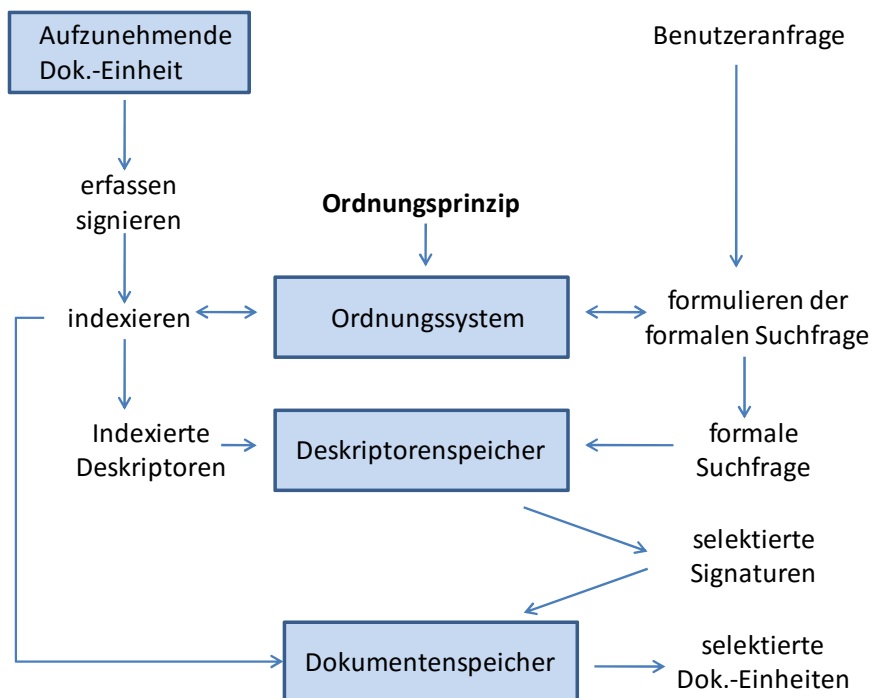 Aufzunehmende
Dok.-Einheit
Benutzeranfrage
erfassen
signieren
Ordnungsprinzip
indexieren
Ordnungssystem
formulieren der
formalen Suchfrage
Indexierte
Deskriptoren
Deskriptorenspeicher
formale
Suchfrage
selektierte
Signaturen
Dokumentenspeicher
selektierte
Dok.-Einheiten